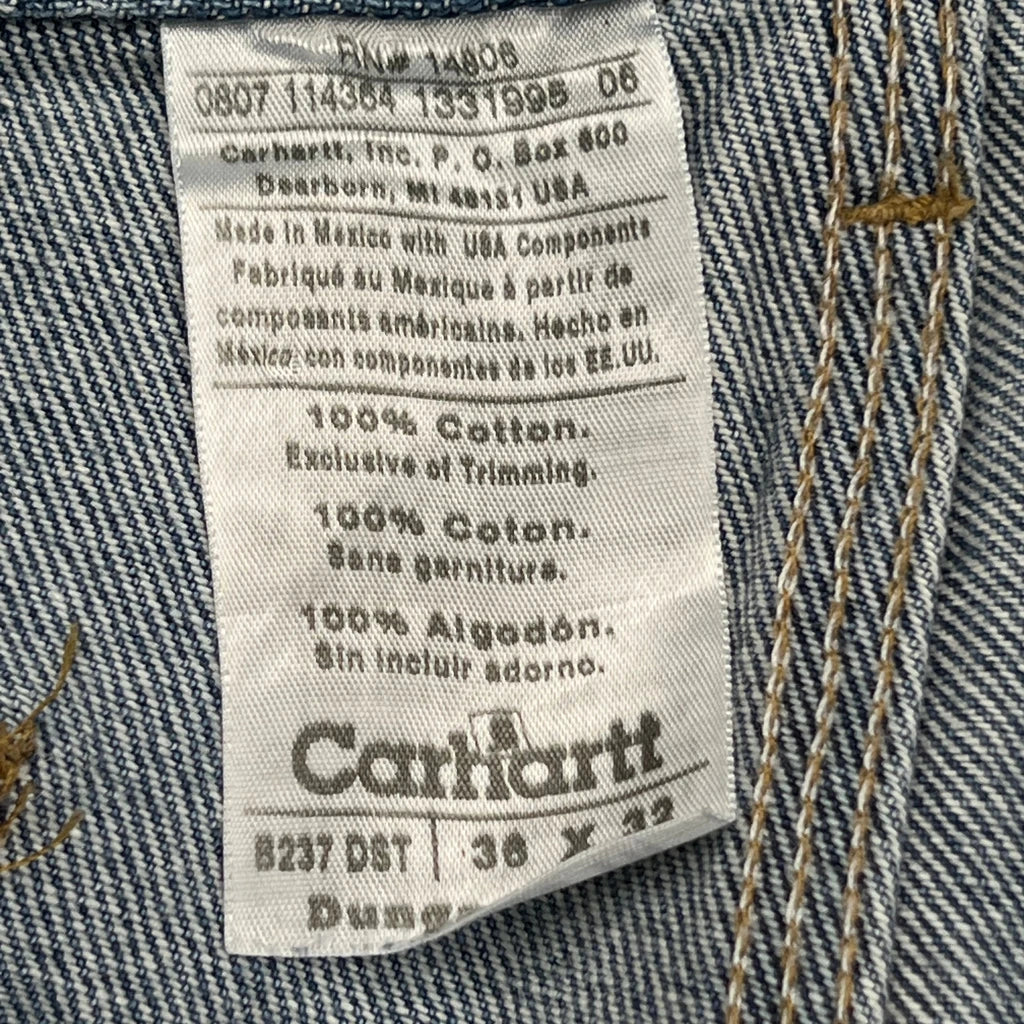 RN# 14806
0807 114364 1331995 06
Carhartt, Inc. P. O. Box 600
Dearborn, MI 48121 USA
Made in Mexico with USA Components
Fabriqué au Mexique à partir de
composants américains. Hecho en
México, con componentes de los EE.UU.
100% Cotton.
Exclusive of Trimming.
100% Coton.
Sans garniture.
100% Algodón.
Sin incluir adorno.
Carhartt
B237 DST 36 X 32